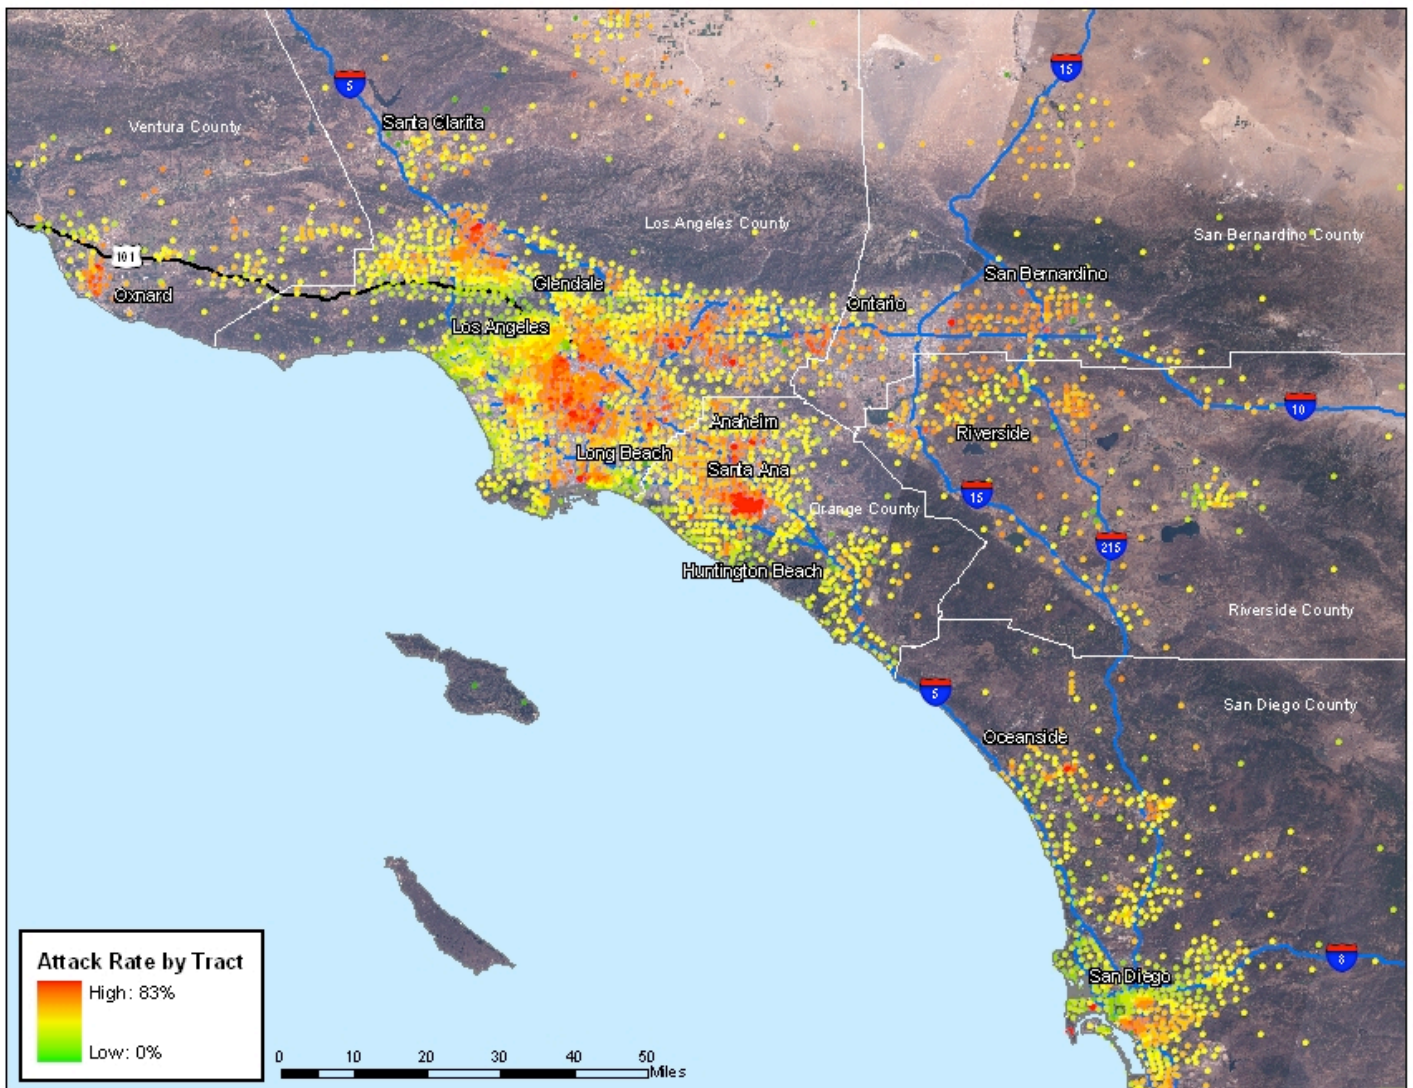 5
15
Santa Clarita
Ventura County
Los Angeles County
San Bernardino County
101
Oxnard
Glendale
San Bernardino
Ontario
Los Angeles
10
Anaheim
Riverside
Long Beach
Santa Ana
15
Orange County
215
Huntington Beach
Riverside County
5
San Diego County
Oceanside
8
San Diego
Attack Rate by Tract
High: 83%
Low: 0%
0 10 20 30 40 50
Miles